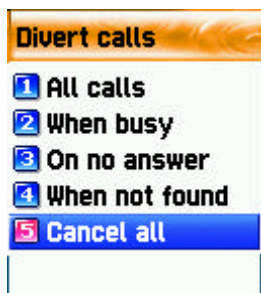 Divert calls
1 All calls
2 When busy
3 On no answer
4 When not found
5 Cancel all